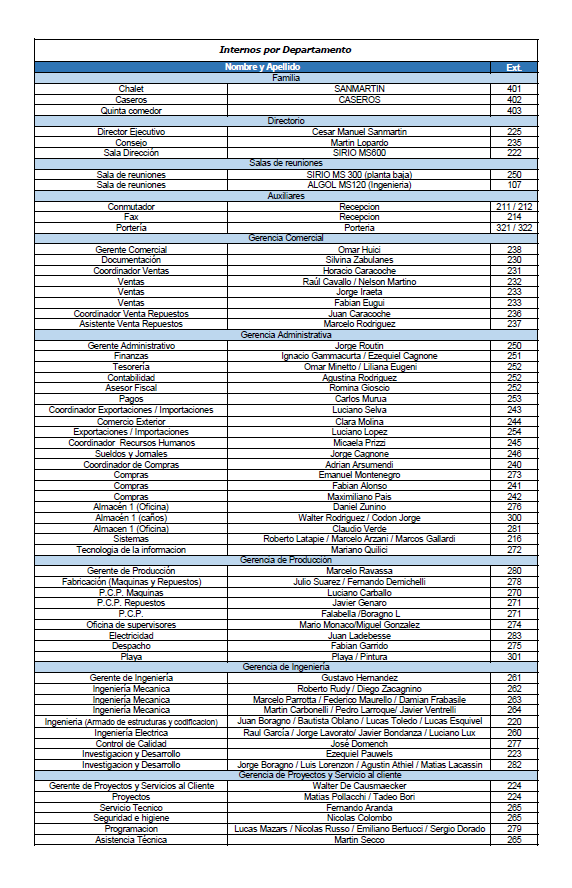 Internos por Departamento
Nombre y Apellido Ext.
Familia
Chalet SANMARTIN 401
Caseros CASEROS 402
Quinta comedor 403
Directorio
Director Ejecutivo Cesar Manuel Sanmartin 225
Consejo Martin Lopardo 235
Sala Dirección SIRIO MS600 222
Salas de reuniones
Sala de reuniones SIRIO MS 300 (planta baja) 250
Sala de reuniones ALGOL MS120 (Ingenieria) 107
Auxiliares
Conmutador Recepcion 211 / 212
Fax Recepcion 214
Portería Porteria 321 / 322
Gerencia Comercial
Gerente Comercial Omar Huici 238
Documentación Silvina Zabulanes 230
Coordinador Ventas Horacio Caracoche 231
Ventas Raúl Cavallo / Nelson Martino 232
Ventas Jorge Iraeta 233
Ventas Fabian Eugui 233
Coordinador Venta Repuestos Juan Caracoche 236
Asistente Venta Repuestos Marcelo Rodriguez 237
Gerencia Administrativa
Gerente Administrativo Jorge Routin 250
Finanzas Ignacio Gammacurta / Ezequiel Cagnone 251
Tesorería Omar Minetto / Liliana Eugeni 252
Contabilidad Agustina Rodriguez 252
Asesor Fiscal Romina Gioscio 252
Pagos Carlos Murua 253
Coordinador Exportaciones / Importaciones Luciano Selva 243
Comercio Exterior Clara Molina 244
Exportaciones / Importaciones Luciano Lopez 254
Coordinador Recursos Humanos Micaela Prizzi 245
Sueldos y Jornales Jorge Cagnone 246
Coordinador de Compras Adrian Arsumendi 240
Compras Emanuel Montenegro 273
Compras Fabian Alonso 241
Compras Maximiliano Pais 242
Almacén 1 (Oficina) Daniel Zunino 276
Almacén 1 (caños) Walter Rodriguez / Codon Jorge 300
Almacen 1 (Oficina) Claudio Verde 281
Sistemas Roberto Latapie / Marcelo Arzani / Marcos Gallardi 216
Tecnologia de la informacion Mariano Quilici 272
Gerencia de Producción
Gerente de Producción Marcelo Ravassa 280
Fabricación (Maquinas y Repuestos) Julio Suarez / Fernando Demichelli 278
P.C.P. Maquinas Luciano Carballo 270
P.C.P. Repuestos Javier Genaro 271
P.C.P. Falabella /Boragno L 271
Oficina de supervisores Mario Monaco/Miguel Gonzalez 274
Electricidad Juan Ladebesse 283
Despacho Fabian Garrido 275
Playa Playa / Pintura 301
Gerencia de Ingeniería
Gerente de Ingeniería Gustavo Hernandez 261
Ingeniería Mecanica Roberto Rudy / Diego Zacagnino 262
Ingeniería Mecanica Marcelo Parrotta / Federico Maurello / Damian Frabasile 263
Ingeniería Mecanica Martin Carbonelli / Pedro Larroque/ Javier Ventrelli 264
Ingenieria (Armado de estructuras y codificacion) Juan Boragno / Bautista Oblano / Lucas Toledo / Lucas Esquivel 220
Ingeniería Electrica Raul García / Jorge Lavorato/ Javier Bondanza / Luciano Lux 260
Control de Calidad José Domench 277
Investigacion y Desarrollo Ezequiel Pauwels 223
Investigacion y Desarrollo Jorge Boragno / Luis Lorenzon / Agustin Athiel / Matias Lacassin 282
Gerencia de Proyectos y Servicio al cliente
Gerente de Proyectos y Servicios al Cliente Walter De Causmaecker 224
Proyectos Matias Pollacchi / Tadeo Bori 224
Servicio Tecnico Fernando Aranda 265
Seguridad e higiene Nicolas Colombo 265
Programacion Lucas Mazars / Nicolas Russo / Emiliano Bertucci / Sergio Dorado 279
Asistencia Técnica Martin Secco 265